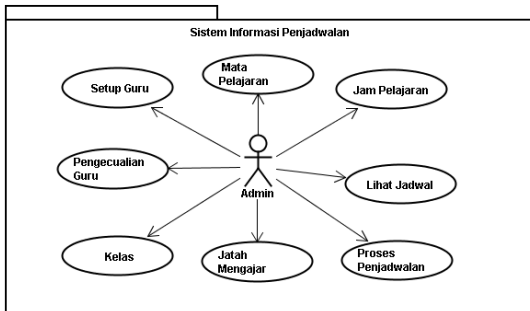 Sistem Informasi Penjadwalan
Mata
Pelajaran
Setup Guru
Jam Pelajaran
Pengecualian
Guru
Admin
Lihat Jadwal
Kelas
Jatah
Mengajar
Proses
Penjadwalan